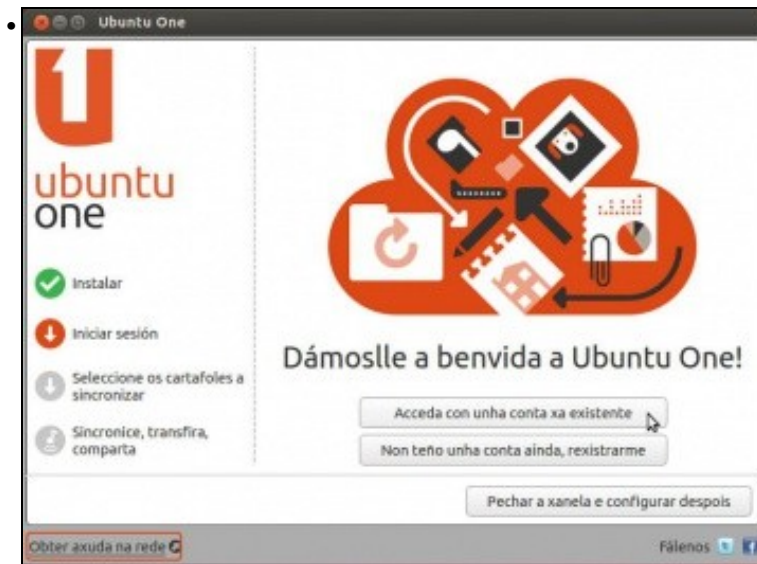 Ubuntu One
ubuntu
one
Instalar
Iniciar sesión
Seleccione os cartafoles a
sincronizar
Sincronice, transfira,
comparta
Dámoslle a benvida a Ubuntu One!
Acceda con unha conta xa existente
Non teño unha conta ainda, rexistrarme
Pechar a xanela e configurar despois
Obter axuda na rede
Fálenos